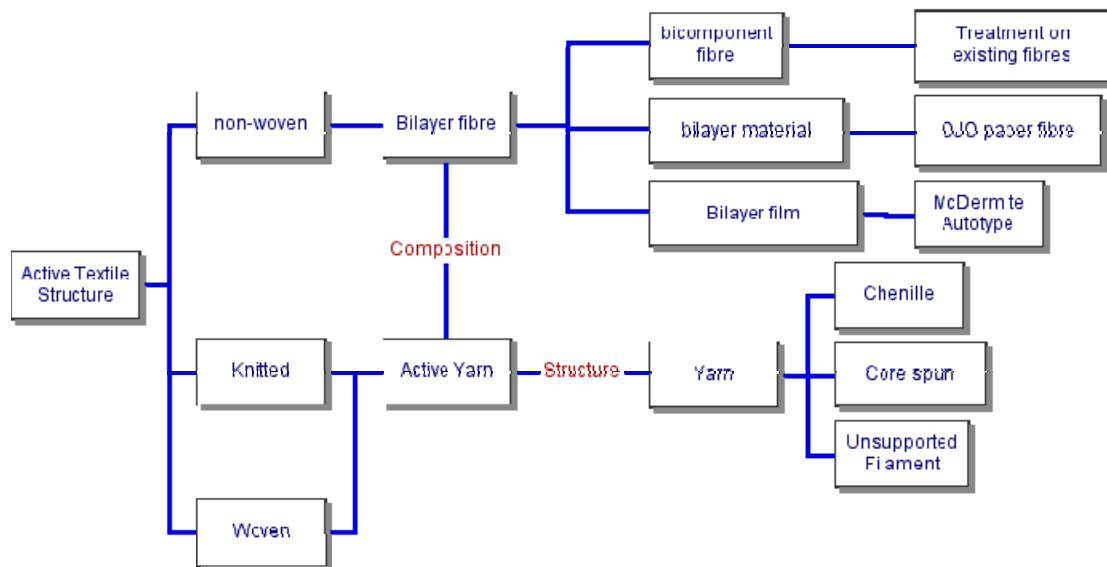 bicomponent
fibre
Treatment on
existing fibres
non-woven
Bilayer fibre
bilayer material
OJO paper fibre
Bilayer film
McDermite
Autotype
Composition
Active Textile
Structure
Chenille
Knitted
Active Yarn
Structure
Yarn
Core spun
Unsupported
Filament
Woven